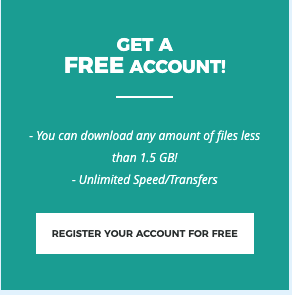 GET A
FREE ACCOUNT!
- You can download any amount of files less
than 1.5 GB!
- Unlimited Speed/Transfers
REGISTER YOUR ACCOUNT FOR FREE